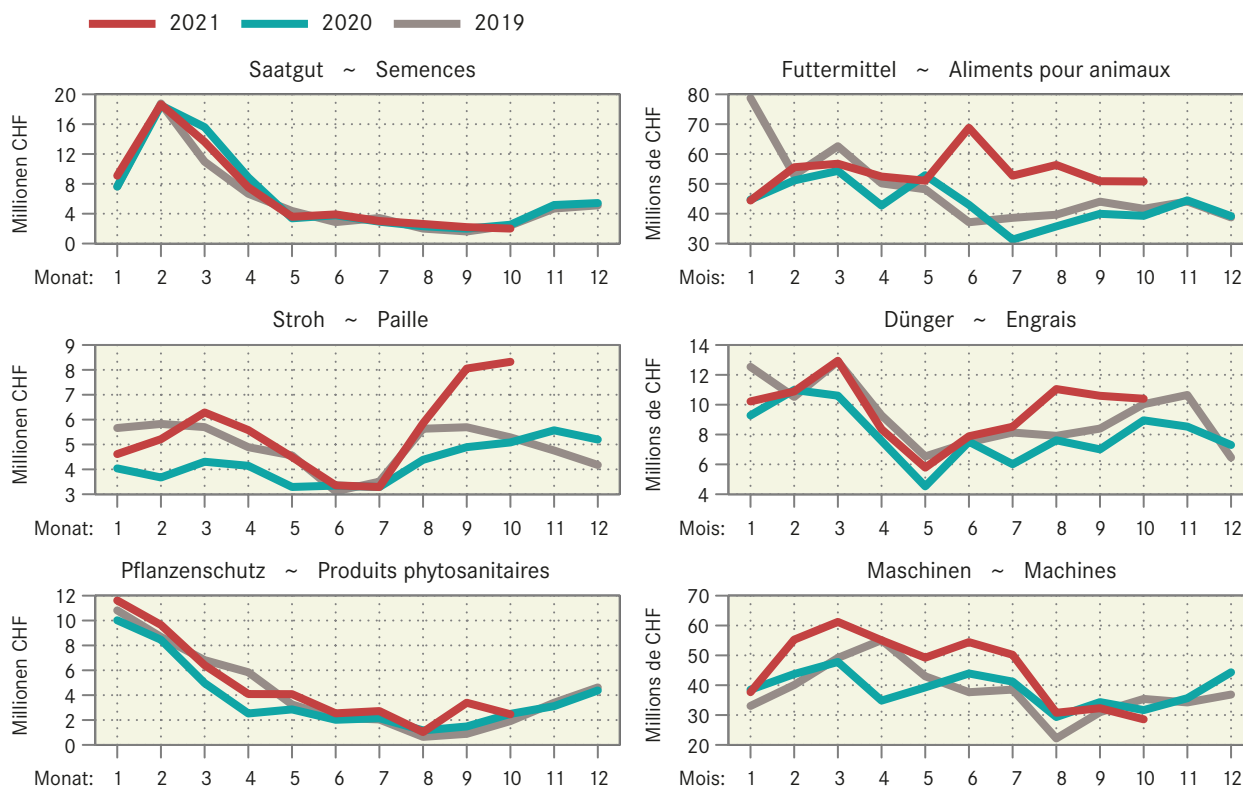 2021 2020 2019
Saatgut ~ Semences
Millionen CHF
20
16
12
8
4
0
Monat: 1 2 3 4 5 6 7 8 9 10 11 12
Futtermittel ~ Aliments pour animaux
Millions de CHF
80
70
60
50
40
30
Mois: 1 2 3 4 5 6 7 8 9 10 11 12
Stroh ~ Paille
Millionen CHF
9
8
7
6
5
4
3
Monat: 1 2 3 4 5 6 7 8 9 10 11 12
Dünger ~ Engrais
Millions de CHF
14
12
10
8
6
4
Mois: 1 2 3 4 5 6 7 8 9 10 11 12
Pflanzenschutz ~ Produits phytosanitaires
Millionen CHF
12
10
8
6
4
2
0
Monat: 1 2 3 4 5 6 7 8 9 10 11 12
Maschinen ~ Machines
Millions de CHF
70
60
50
40
30
20
Mois: 1 2 3 4 5 6 7 8 9 10 11 12